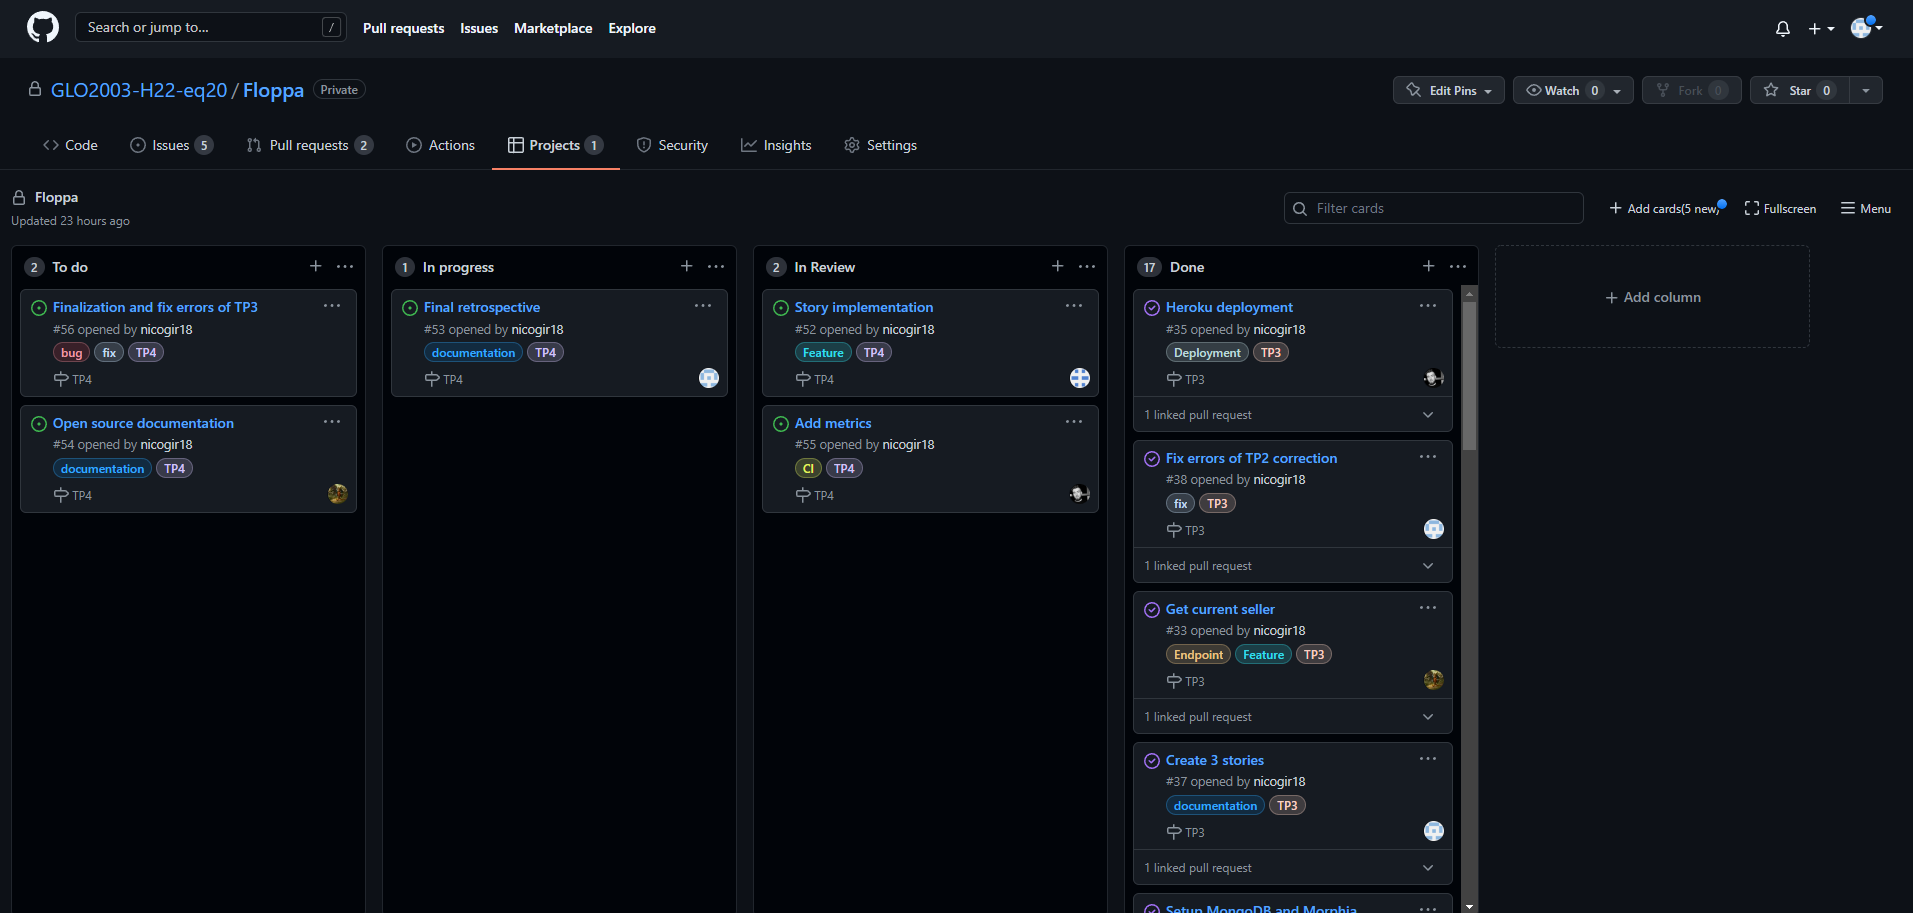 Search or jump to... /
Pull requests Issues Marketplace Explore
GLO2003-H22-eq20 / Floppa Private
Edit Pins Watch 0 Fork 0 Star 0
Code Issues 5 Pull requests 2 Actions Projects 1 Security Insights Settings
Floppa
Updated 23 hours ago
Filter cards
Add cards(5 new) Fullscreen Menu
2 To do
Finalization and fix errors of TP3
#56 opened by nicogir18
bug fix TP4
TP4
Open source documentation
#54 opened by nicogir18
documentation TP4
TP4
1 In progress
Final retrospective
#53 opened by nicogir18
documentation TP4
TP4
2 In Review
Story implementation
#52 opened by nicogir18
Feature TP4
TP4
Add metrics
#55 opened by nicogir18
CI TP4
TP4
17 Done
Heroku deployment
#35 opened by nicogir18
Deployment TP3
TP3
1 linked pull request
Fix errors of TP2 correction
#38 opened by nicogir18
fix TP3
TP3
1 linked pull request
Get current seller
#33 opened by nicogir18
Endpoint Feature TP3
TP3
1 linked pull request
Create 3 stories
#37 opened by nicogir18
documentation TP3
TP3
1 linked pull request
Setup MongoDB and Morphia
Add column